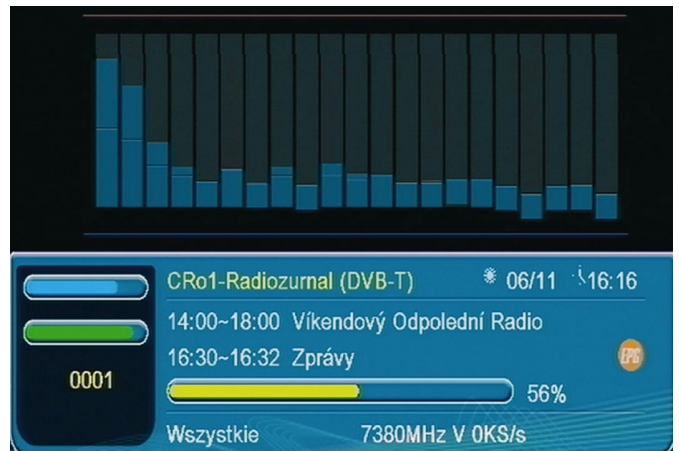 CRo1-Radiozurnal (DVB-T) 06/11 16:16
14:00~18:00 Víkendový Odpolední Radio
16:30~16:32 Zprávy
EPG
0001
56%
Wszystkie 7380MHz V 0KS/s